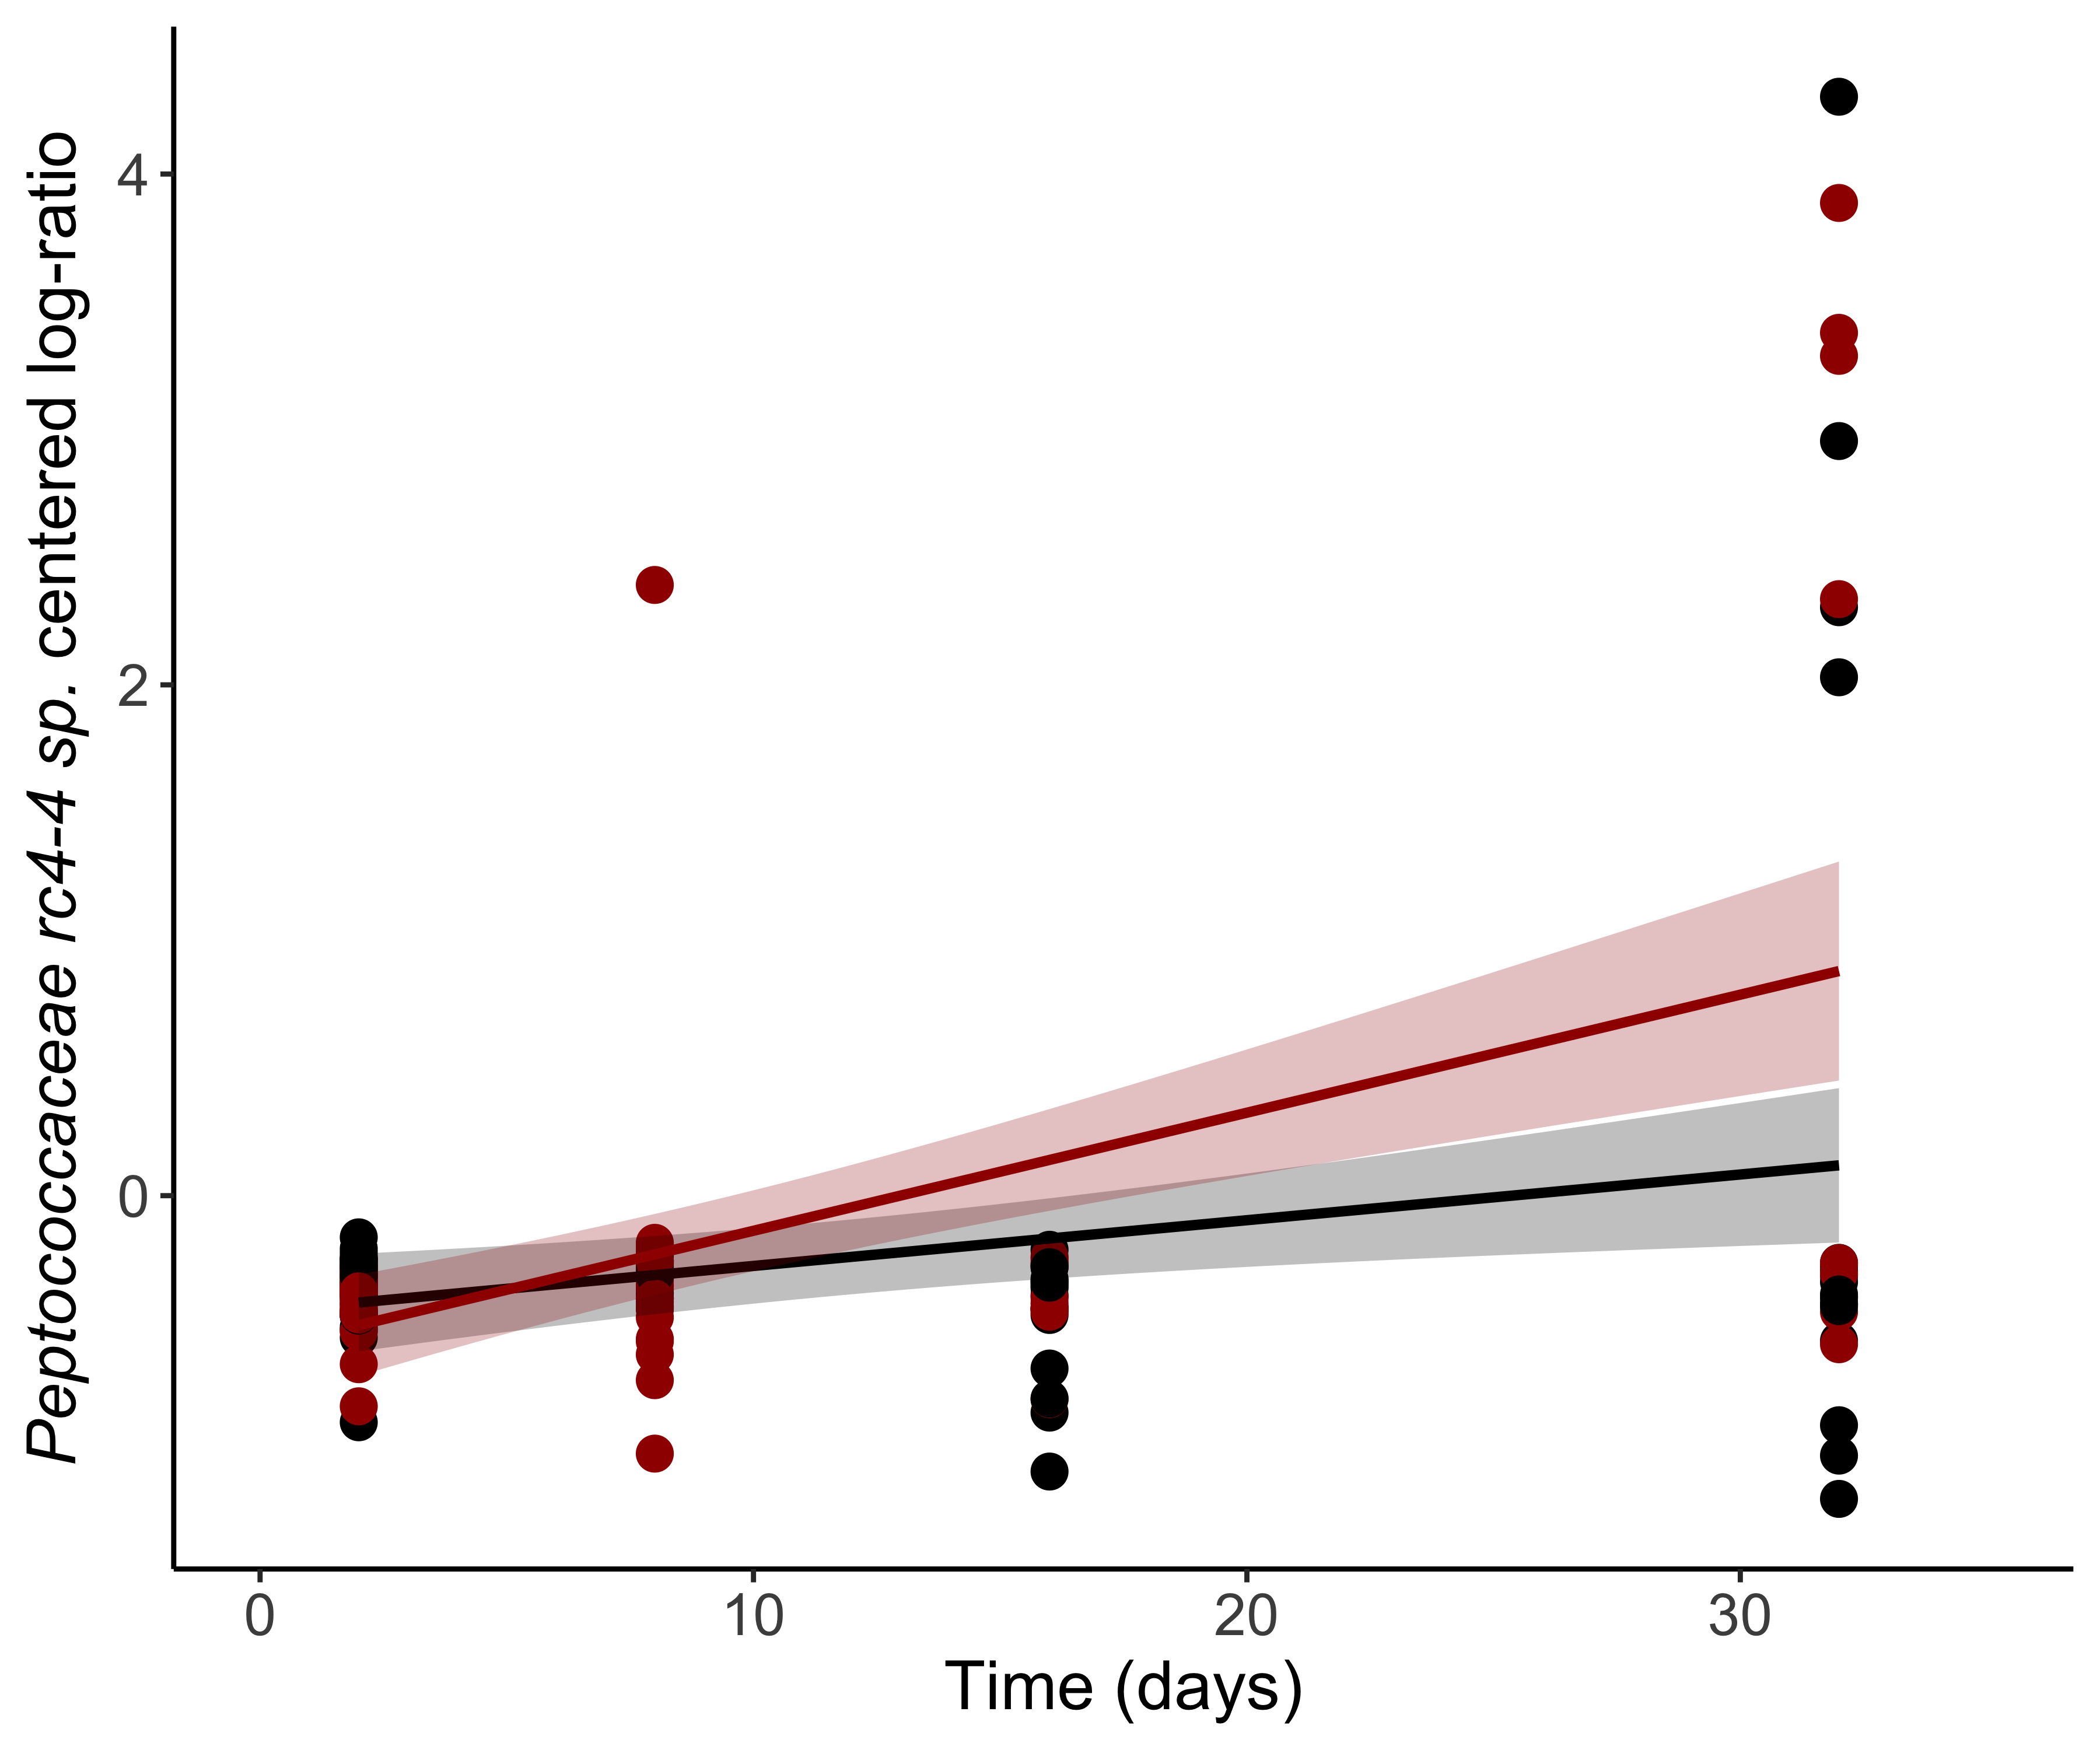 Peptococcaceae rc4-4 sp. centered log-ratio
4
2
0
0 10 20 30
Time (days)